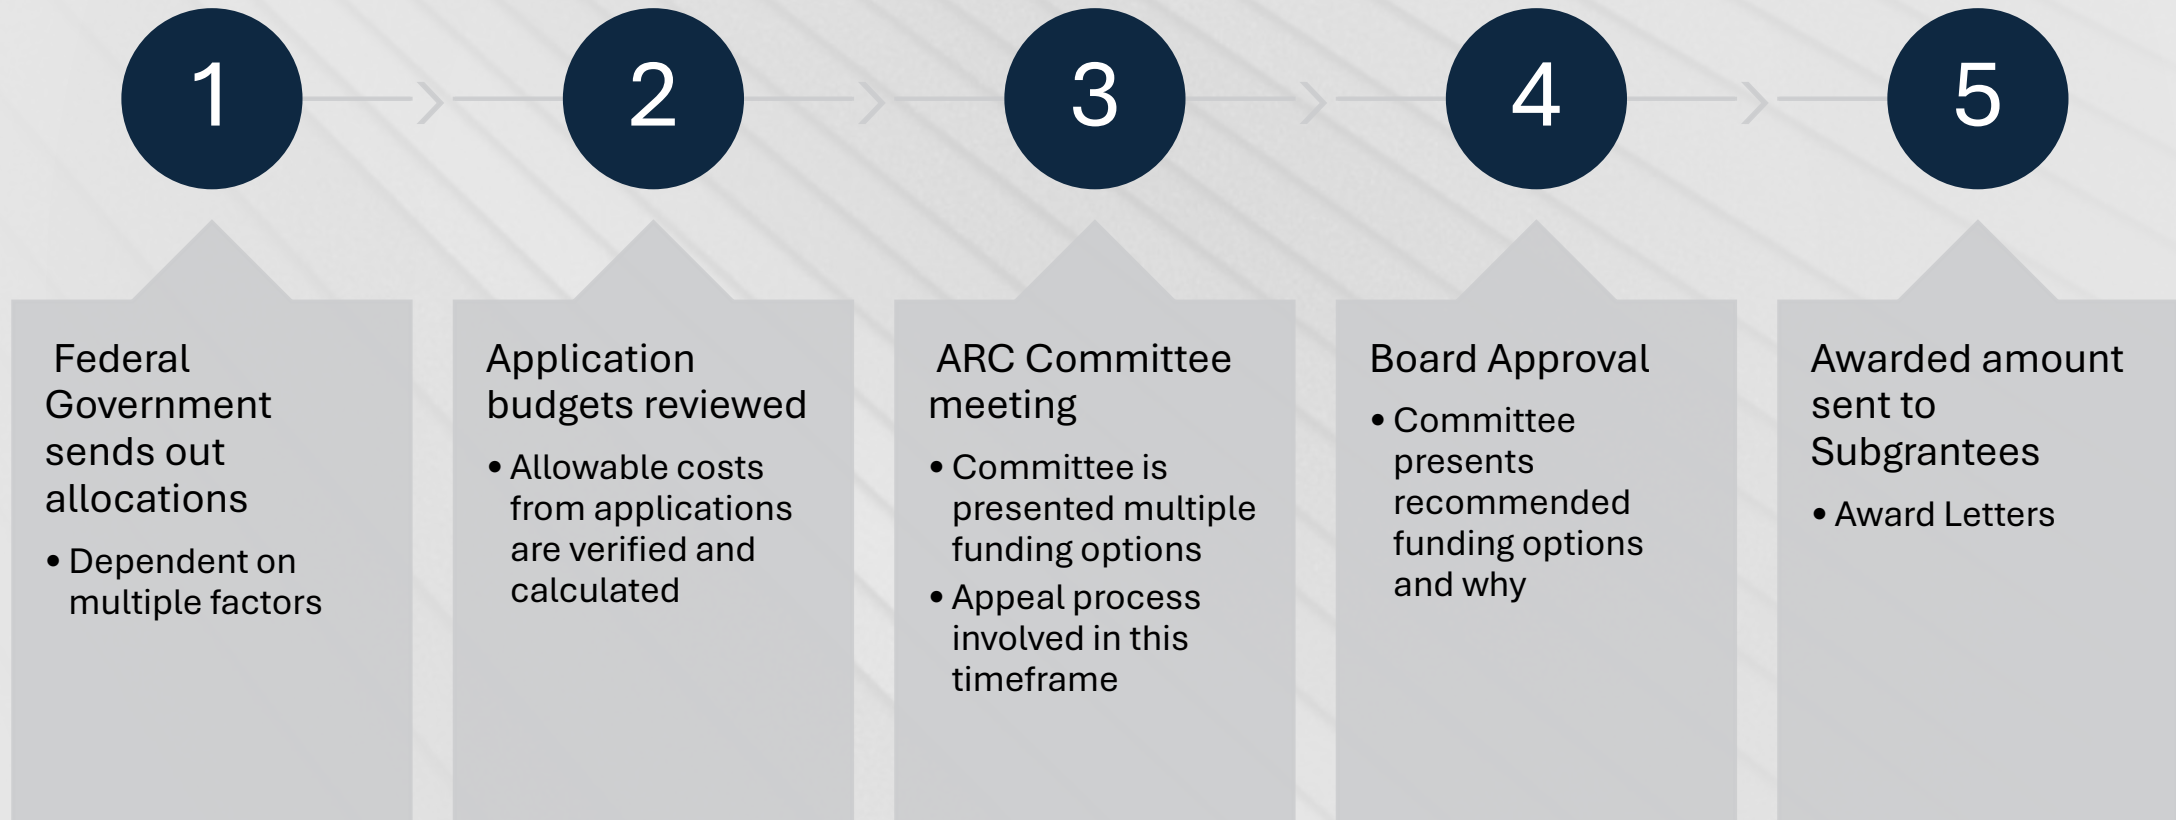 1
2
3
4
5
Federal
Government
sends out
allocations
• Dependent on
multiple factors
Application
budgets reviewed
• Allowable costs
from applications
are verified and
calculated
ARC Committee
meeting
• Committee is
presented multiple
funding options
• Appeal process
involved in this
timeframe
Board Approval
• Committee
presents
recommended
funding options
and why
Awarded amount
sent to
Subgrantees
• Award Letters